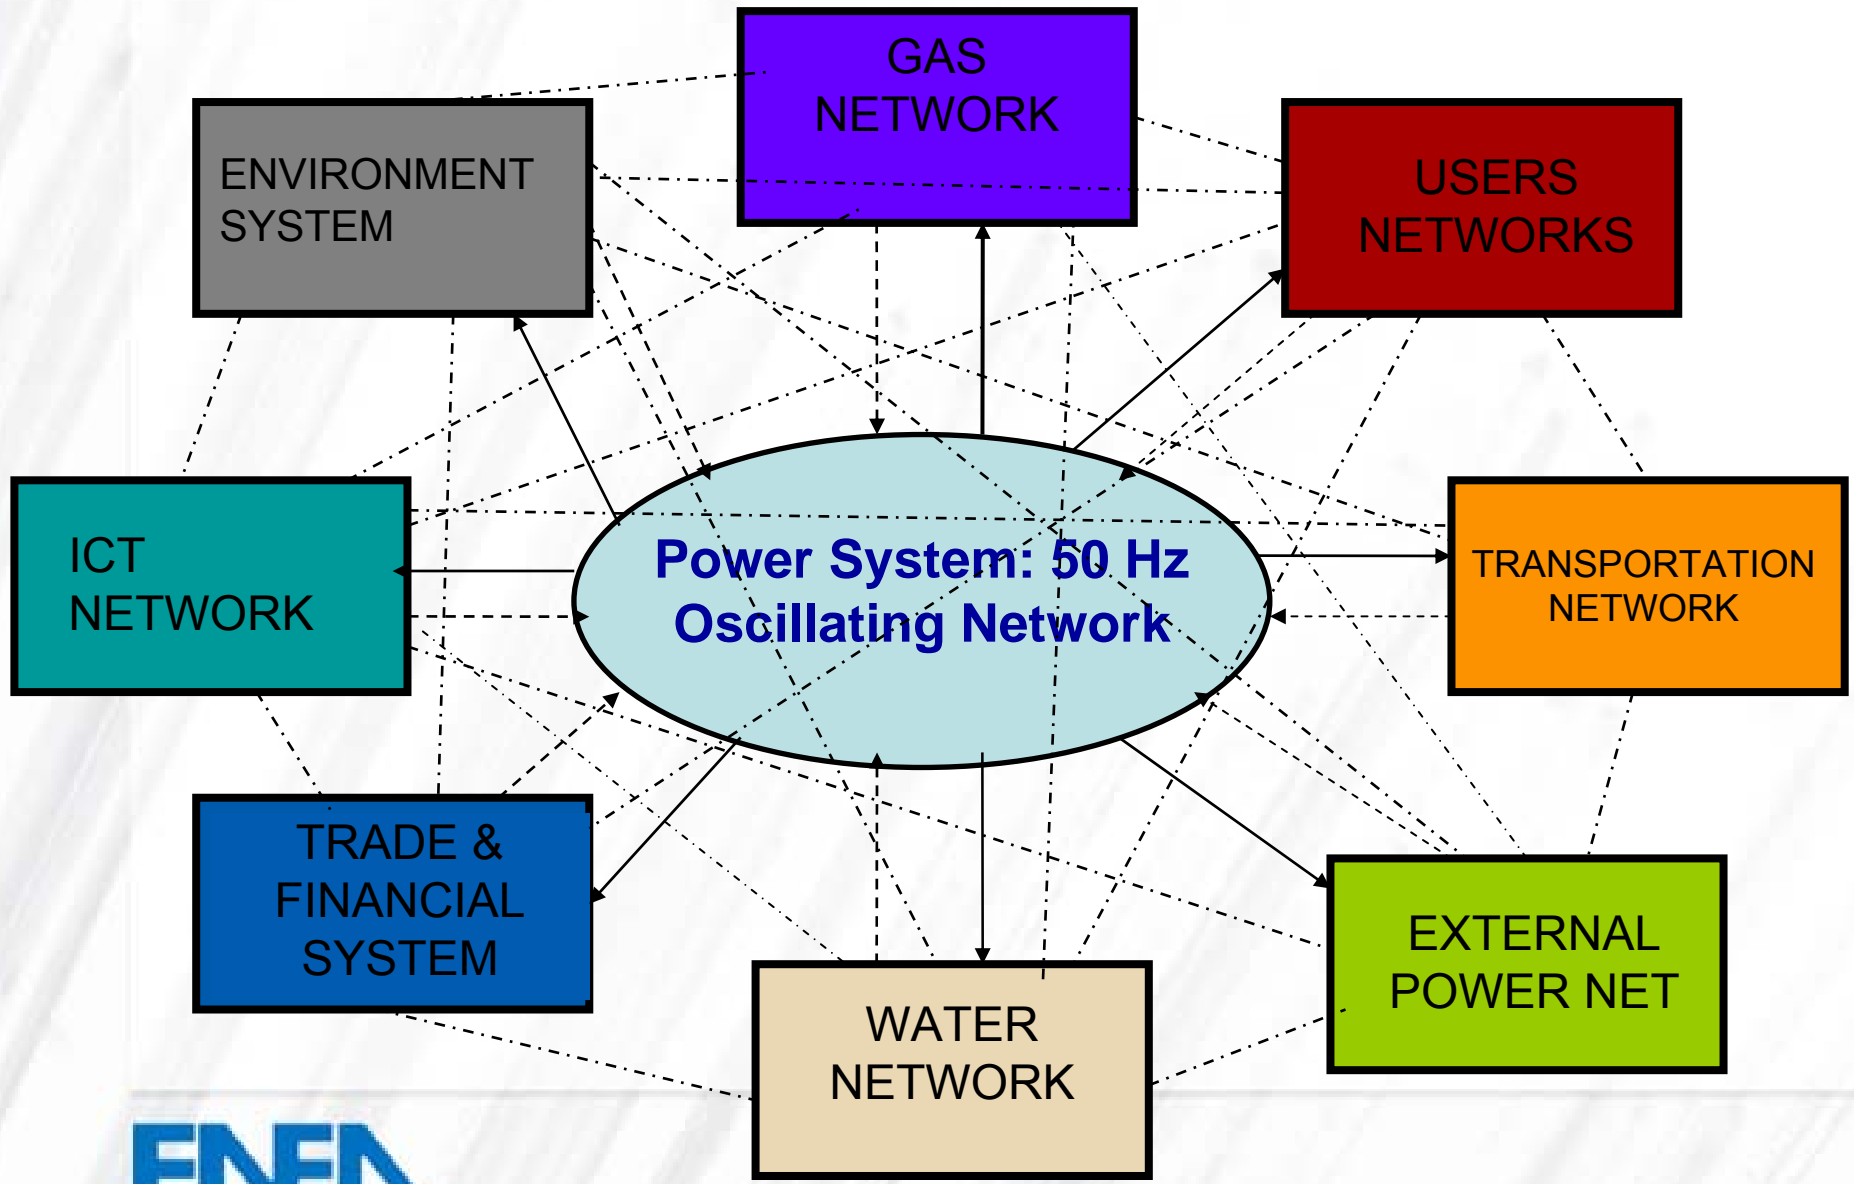 GAS
NETWORK
ENVIRONMENT
SYSTEM
USERS
NETWORKS
ICT
NETWORK
Power System: 50 Hz
Oscillating Network
TRANSPORTATION
NETWORK
TRADE &
FINANCIAL
SYSTEM
EXTERNAL
POWER NET
WATER
NETWORK
ENEA